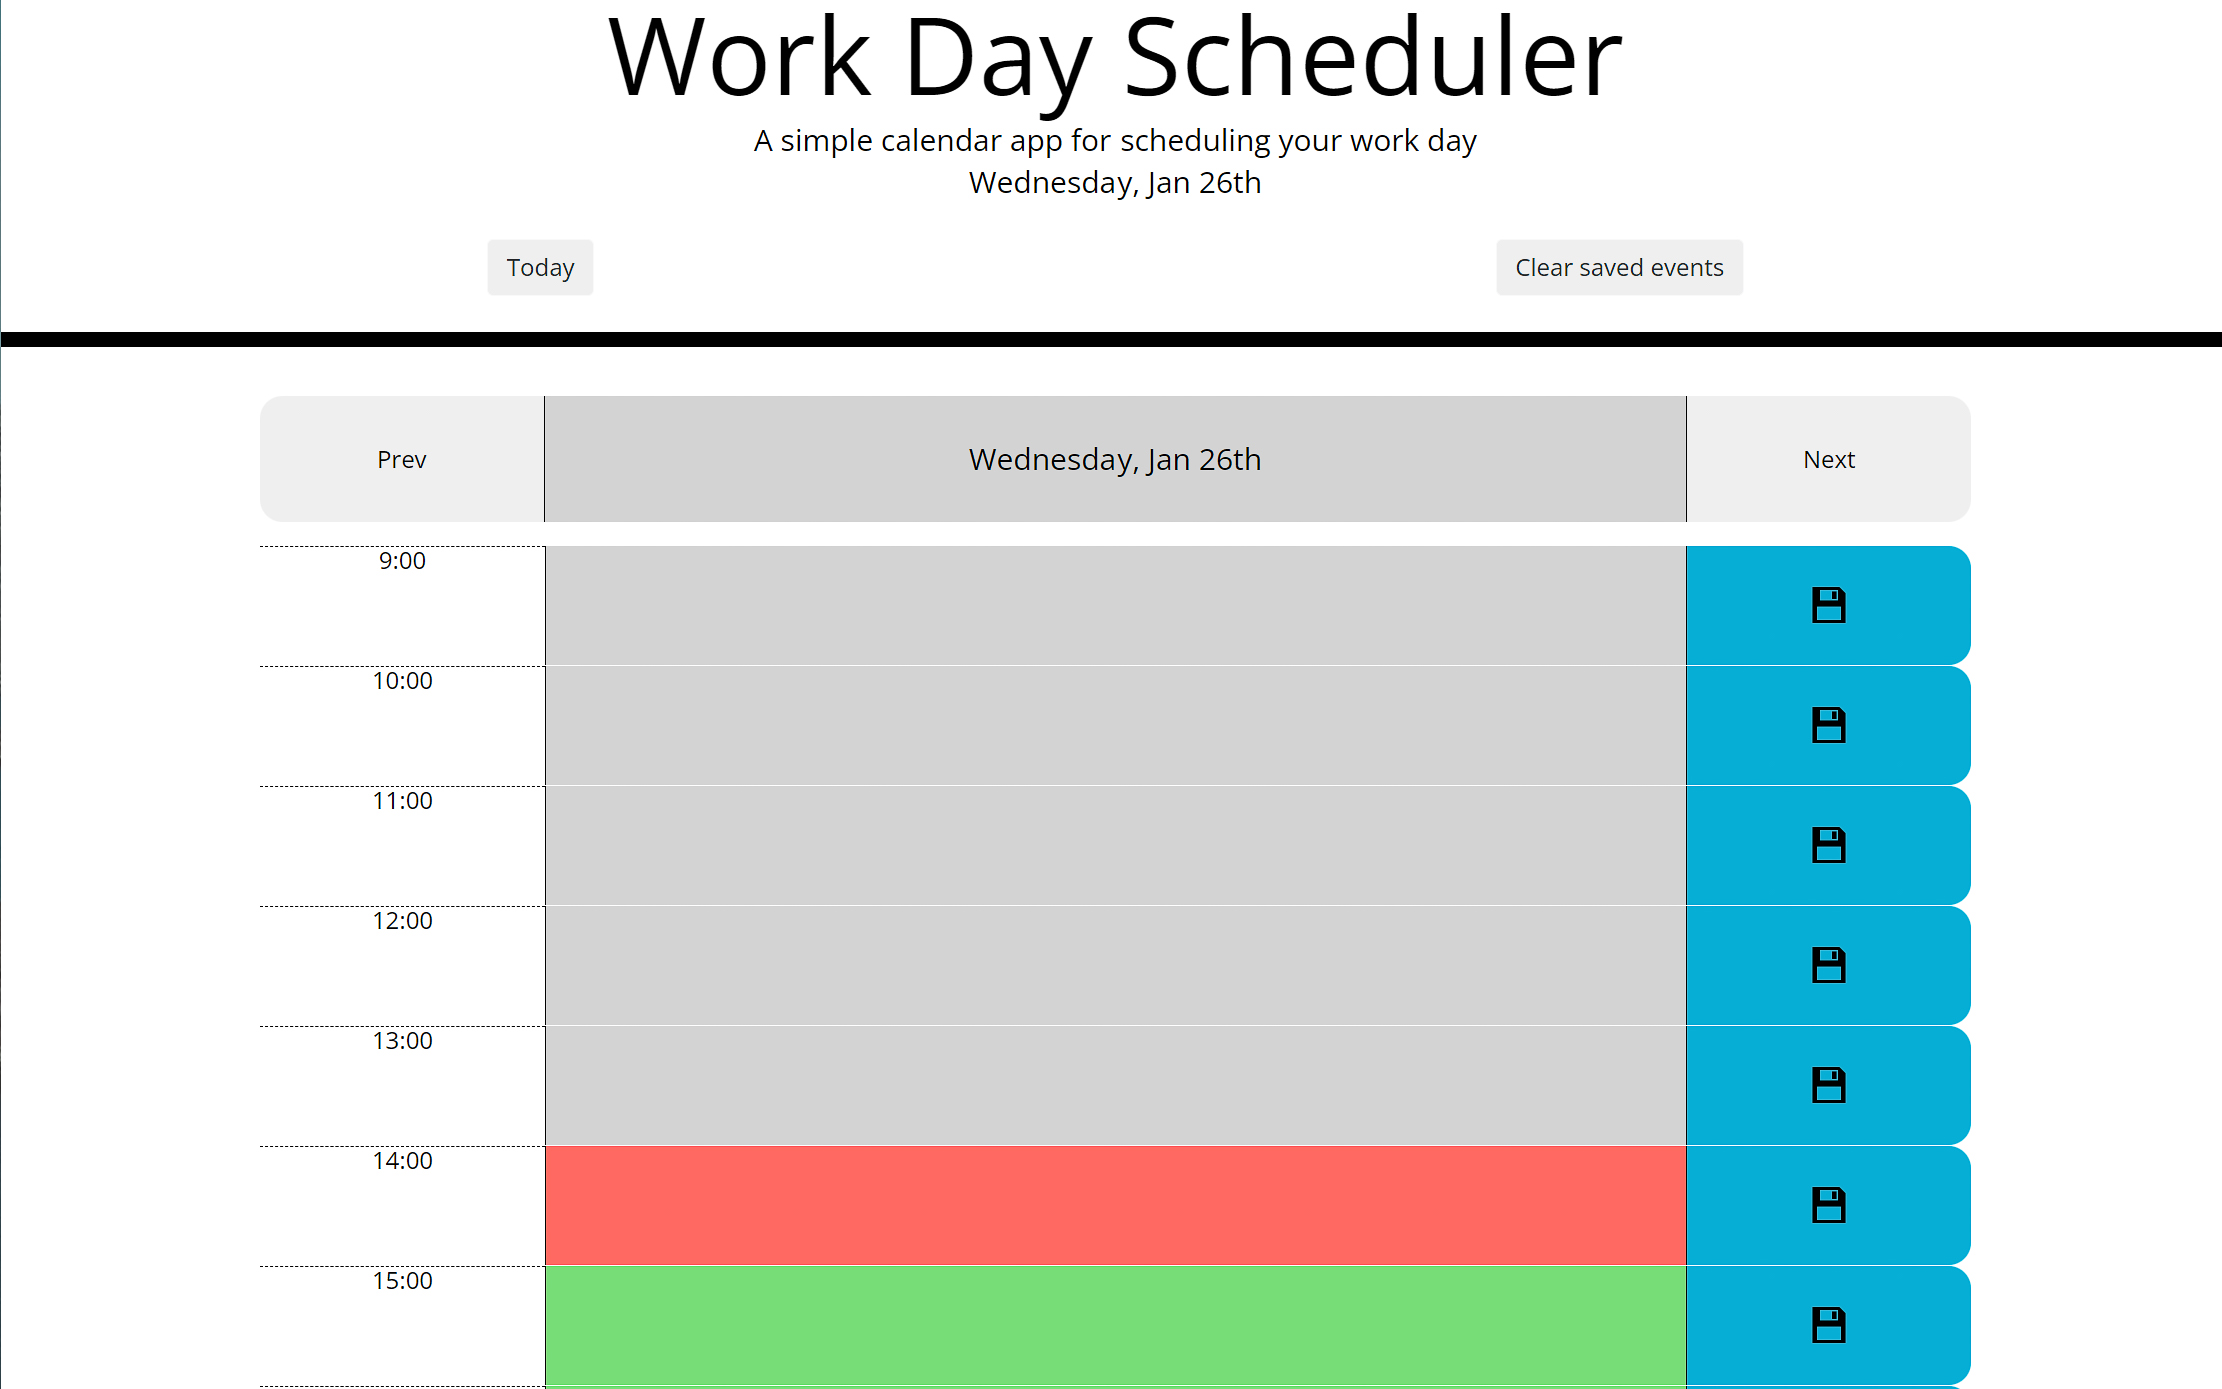 Work Day Scheduler
A simple calendar app for scheduling your work day
Wednesday, Jan 26th
Today
Clear saved events
Prev
Wednesday, Jan 26th
Next
9:00
10:00
11:00
12:00
13:00
14:00
15:00